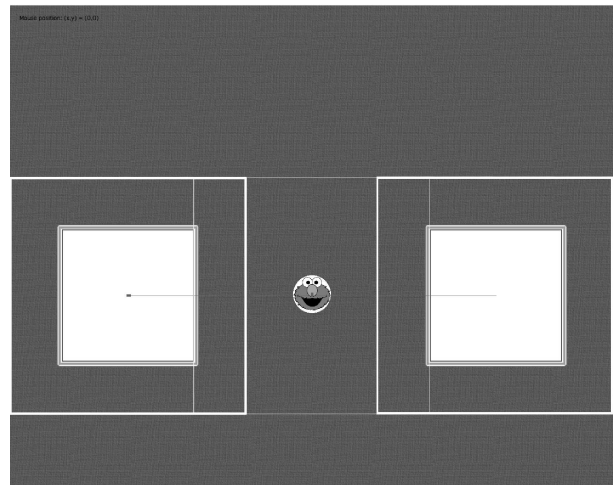 Mouse position: (x,y) = (0,0)